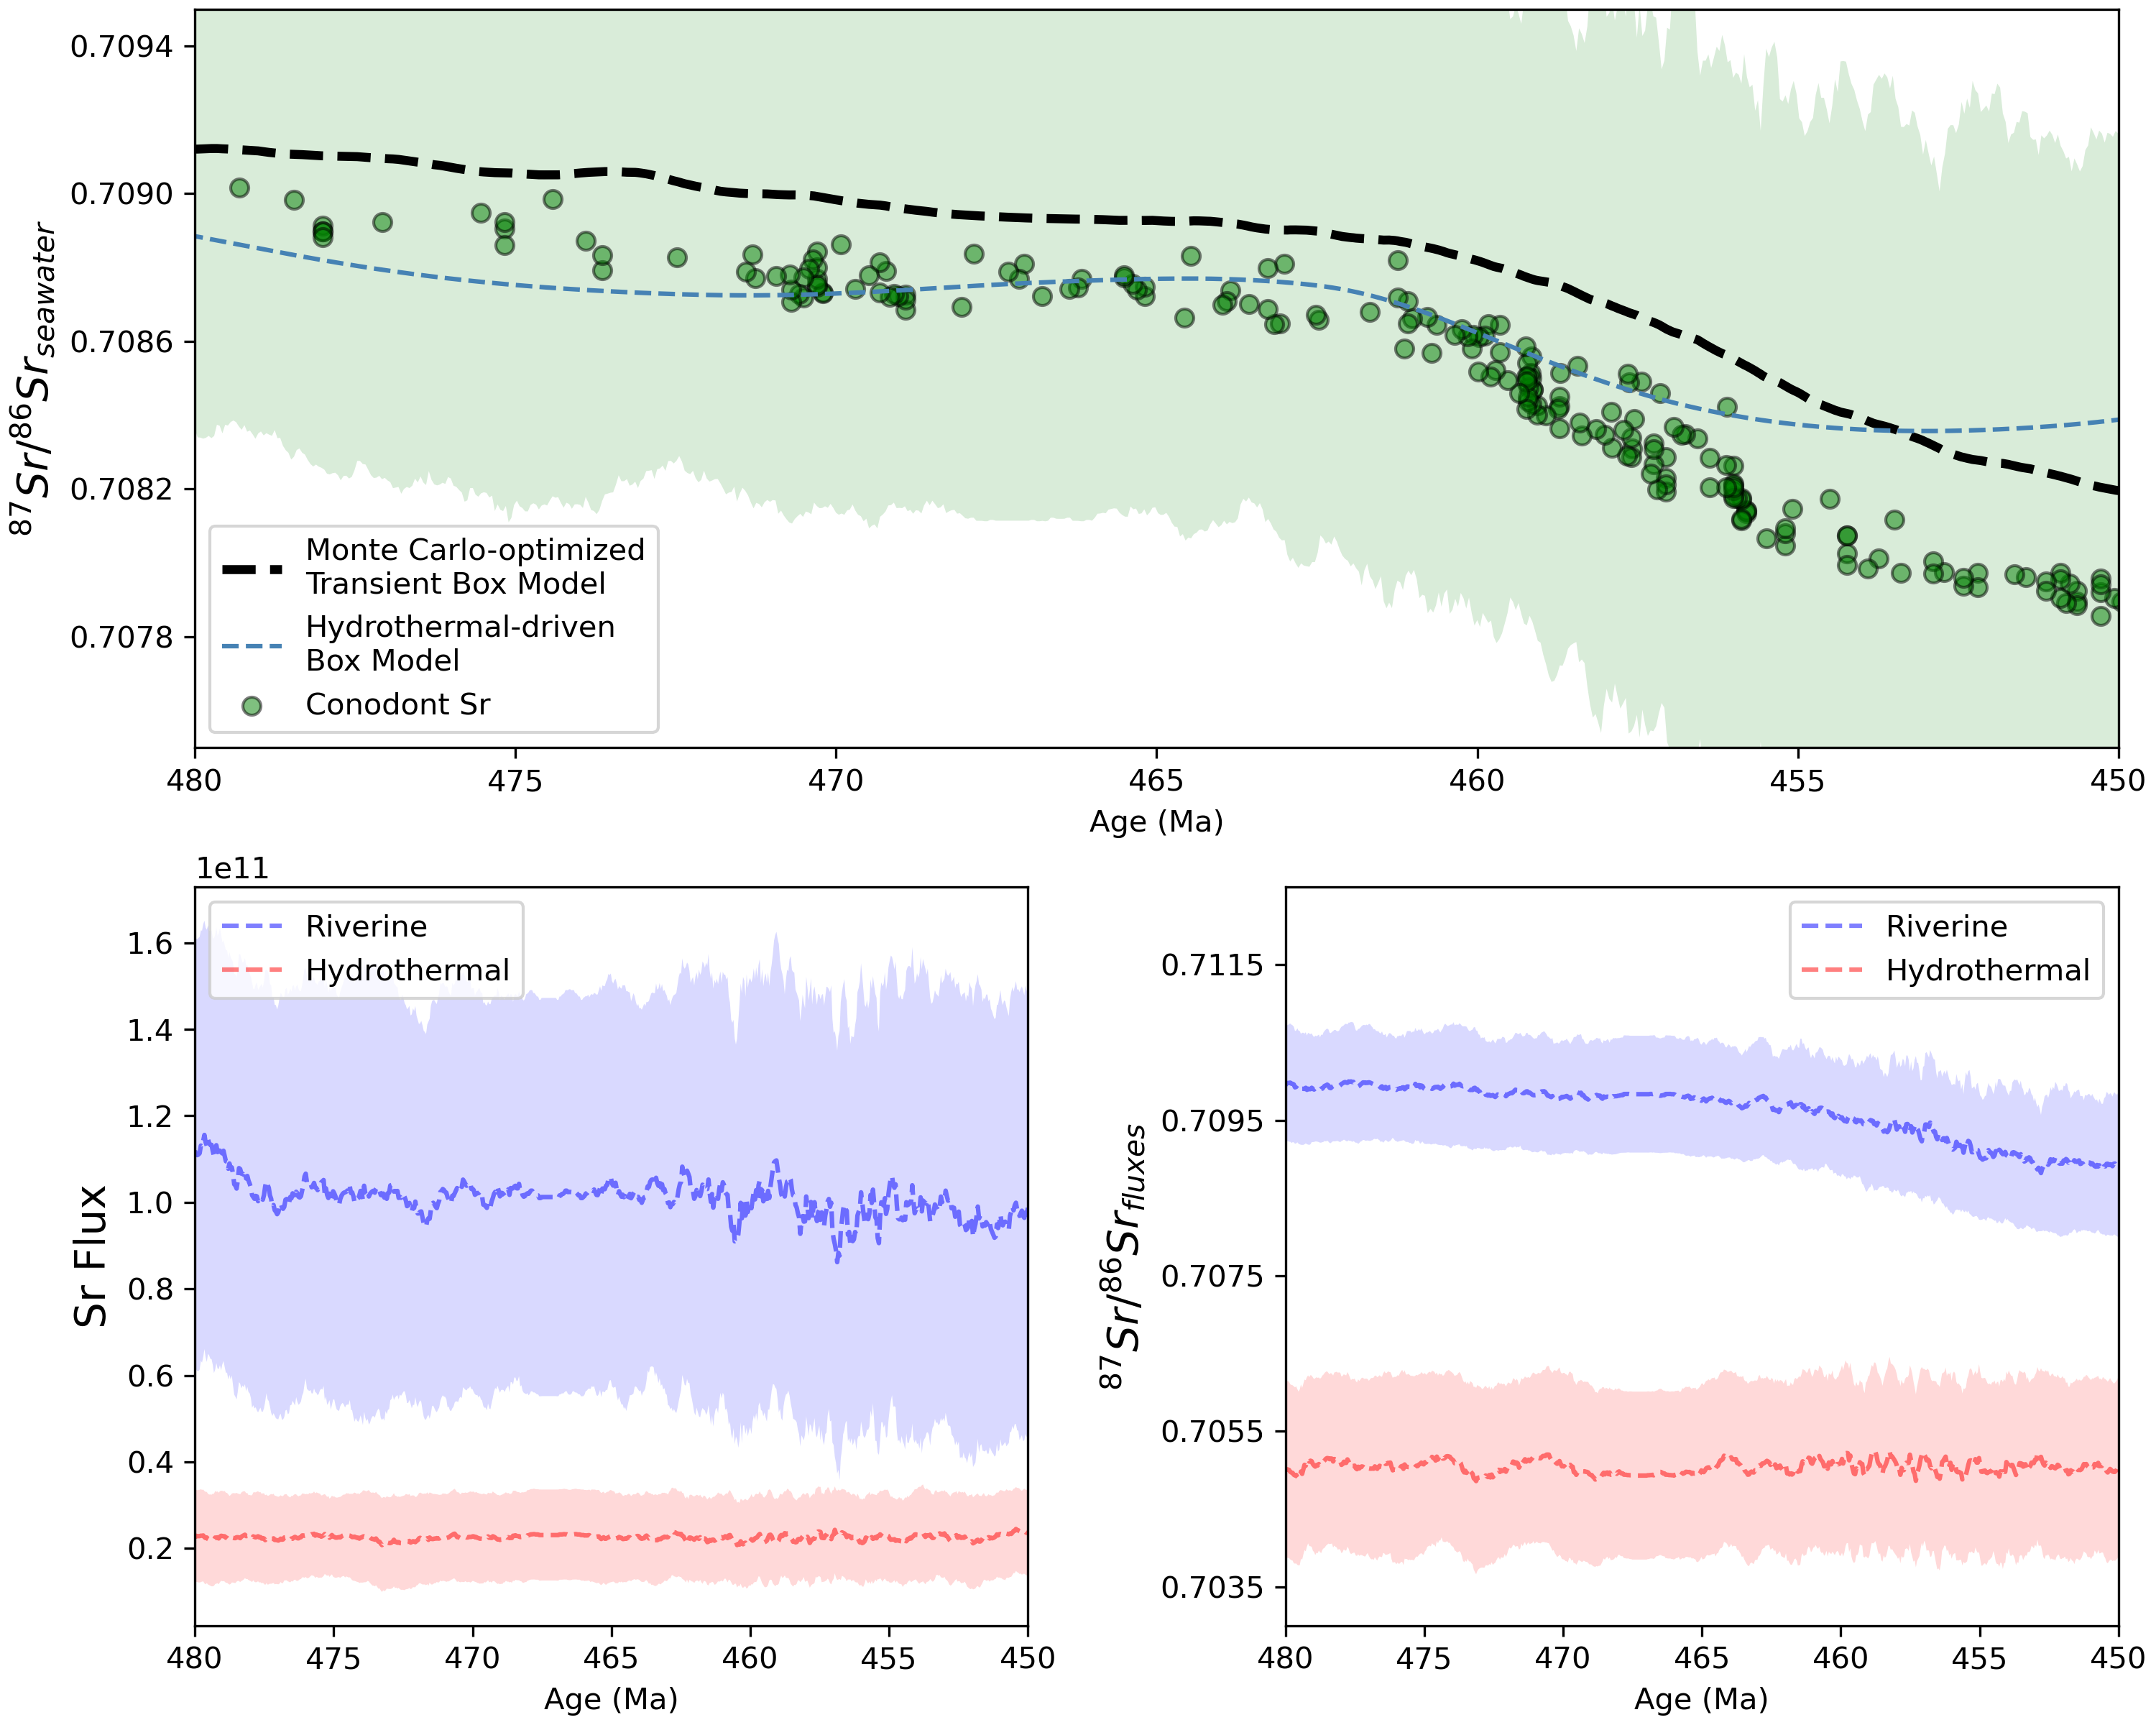 0.7094
0.7090
0.7086
0.7082
0.7078
⁸⁷Sr/⁸⁶Sr_seawater
Monte Carlo-optimized
Transient Box Model
Hydrothermal-driven
Box Model
Conodont Sr
480 475 470 465 460 455 450
Age (Ma)
1e11
1.6
1.4
1.2
1.0
0.8
0.6
0.4
0.2
Sr Flux
Riverine
Hydrothermal
480 475 470 465 460 455 450
Age (Ma)
0.7115
0.7095
0.7075
0.7055
0.7035
⁸⁷Sr/⁸⁶Sr_fluxes
Riverine
Hydrothermal
480 475 470 465 460 455 450
Age (Ma)